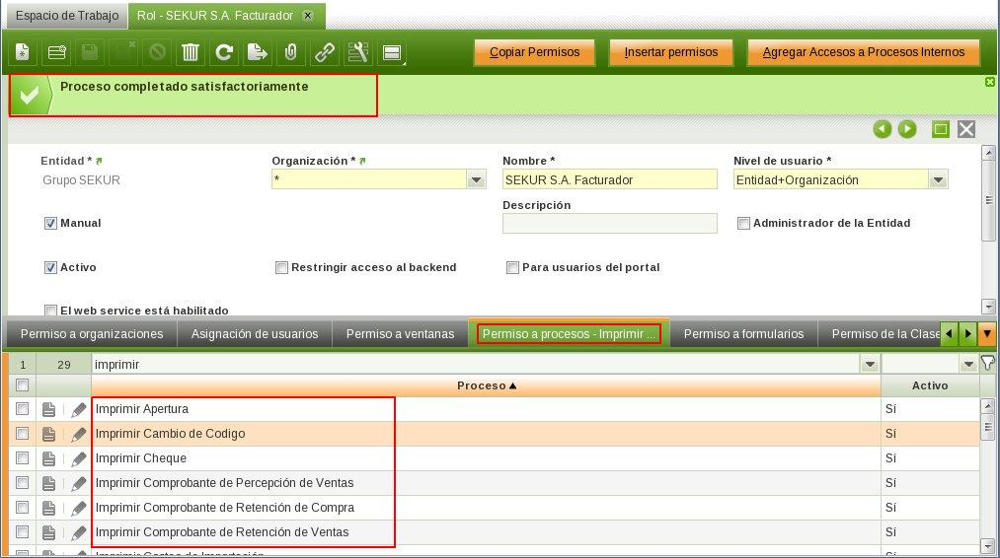 Espacio de Trabajo
Rol - SEKUR S.A. Facturador
Copiar Permisos
Insertar permisos
Agregar Accesos a Procesos Internos
Proceso completado satisfactoriamente
Entidad *
Organización *
Nombre *
Nivel de usuario *
Grupo SEKUR
*
SEKUR S.A. Facturador
Entidad+Organización
Descripción
Manual
Administrador de la Entidad
Activo
Restringir acceso al backend
Para usuarios del portal
El web service está habilitado
Permiso a organizaciones
Asignación de usuarios
Permiso a ventanas
Permiso a procesos - Imprimir ...
Permiso a formularios
Permiso de la Clase
1
29
imprimir
Proceso
Activo
Imprimir Apertura
Sí
Imprimir Cambio de Codigo
Sí
Imprimir Cheque
Sí
Imprimir Comprobante de Percepción de Ventas
Sí
Imprimir Comprobante de Retención de Compra
Sí
Imprimir Comprobante de Retención de Ventas
Sí
Imprimir Costos de Importación